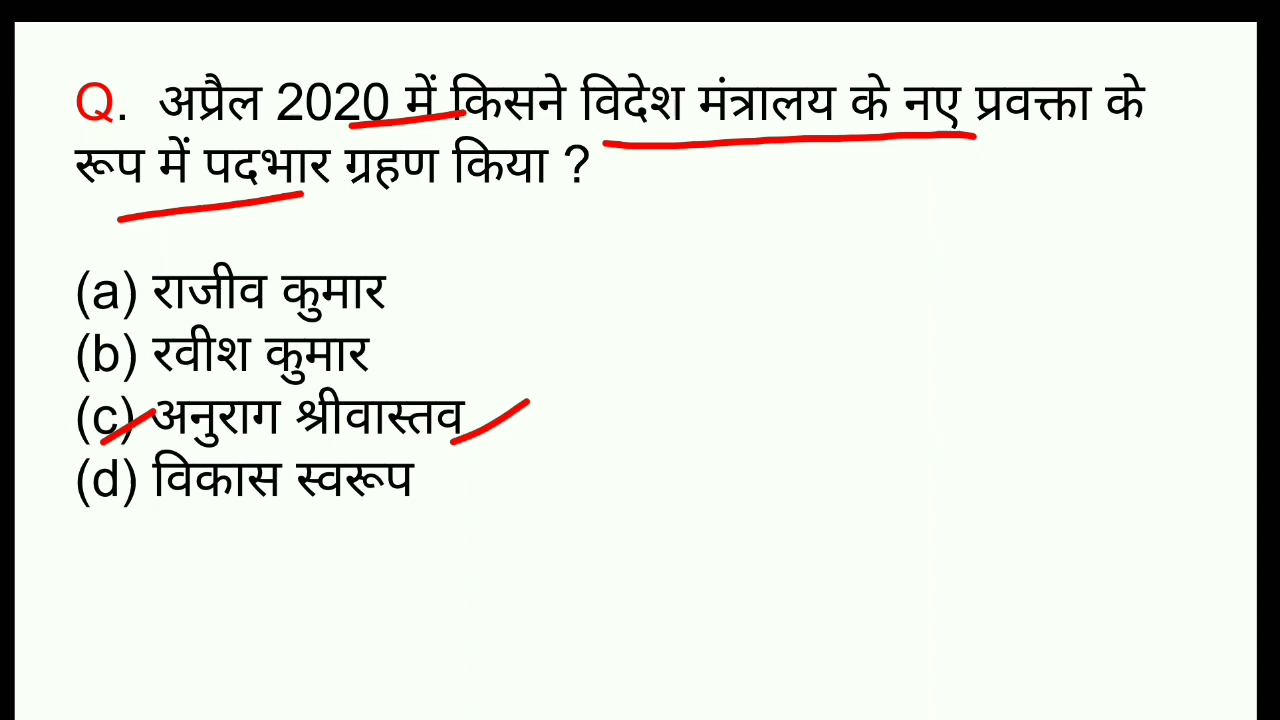 Q. अप्रैल 2020 में किसने विदेश मंत्रालय के नए प्रवक्ता के
रूप में पदभार ग्रहण किया ?
(a) राजीव कुमार
(b) रवीश कुमार
(c) अनुराग श्रीवास्तव
(d) विकास स्वरूप